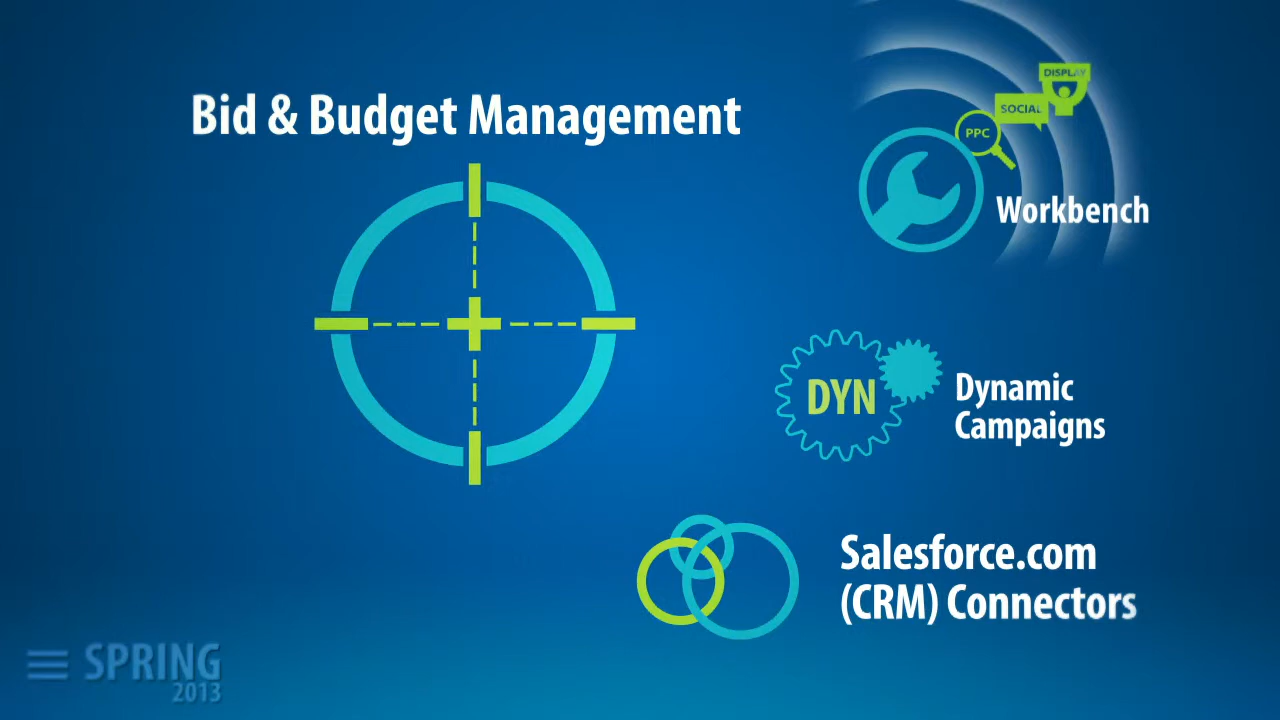 Bid & Budget Management
DISPLAY
SOCIAL
PPC
Workbench
DYN
Dynamic
Campaigns
Salesforce.com
(CRM) Connectors
SPRING
2013